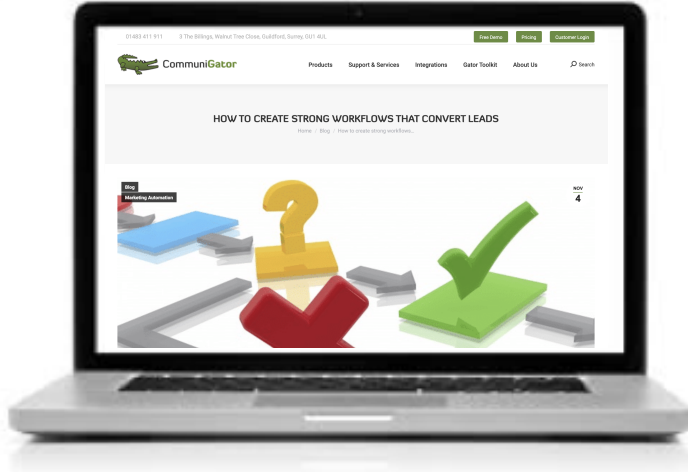 01483 411 911 3 The Billings, Walnut Tree Close, Guildford, Surrey, GU1 4UL Free Demo Pricing Customer Login
CommuniGator Products Support & Services Integrations Gator Toolkit About Us Search
HOW TO CREATE STRONG WORKFLOWS THAT CONVERT LEADS
Home / Blog / How to create strong workflows...
Blog
Marketing Automation
NOV
4
?